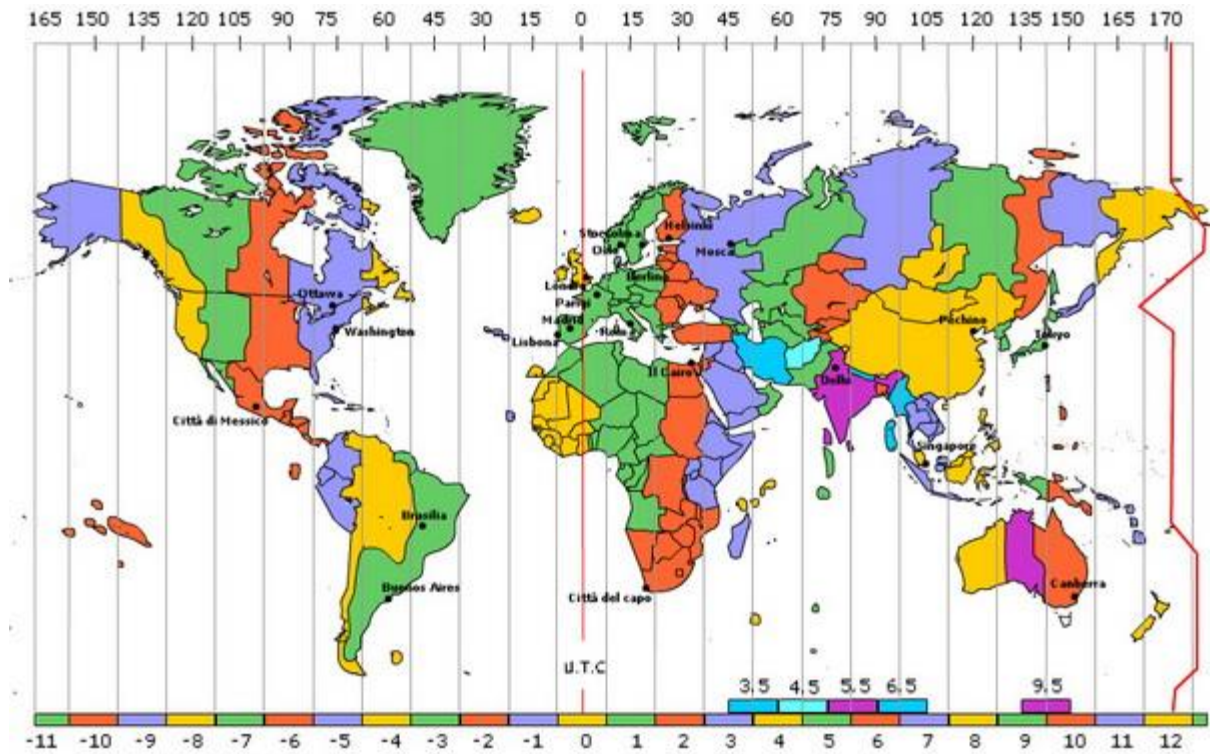 165 150 135 120 105 90 75 60 45 30 15 0 15 30 45 60 75 90 105 120 135 150 165 170
Helsinki
Stoccolma
Oslo
Mosca
Berlino
Londra
Ottawa
Parigi
Pechino
Madrid
Roma
Washington
Lisbona
Tokyo
Il Cairo
Delhi
Città di Messico
Singapore
Brasilia
Canberra
Buenos Aires
Città del capo
U.T.C
3.5 4.5 5.5 6.5 9.5
-11 -10 -9 -8 -7 -6 -5 -4 -3 -2 -1 0 1 2 3 4 5 6 7 8 9 10 11 12